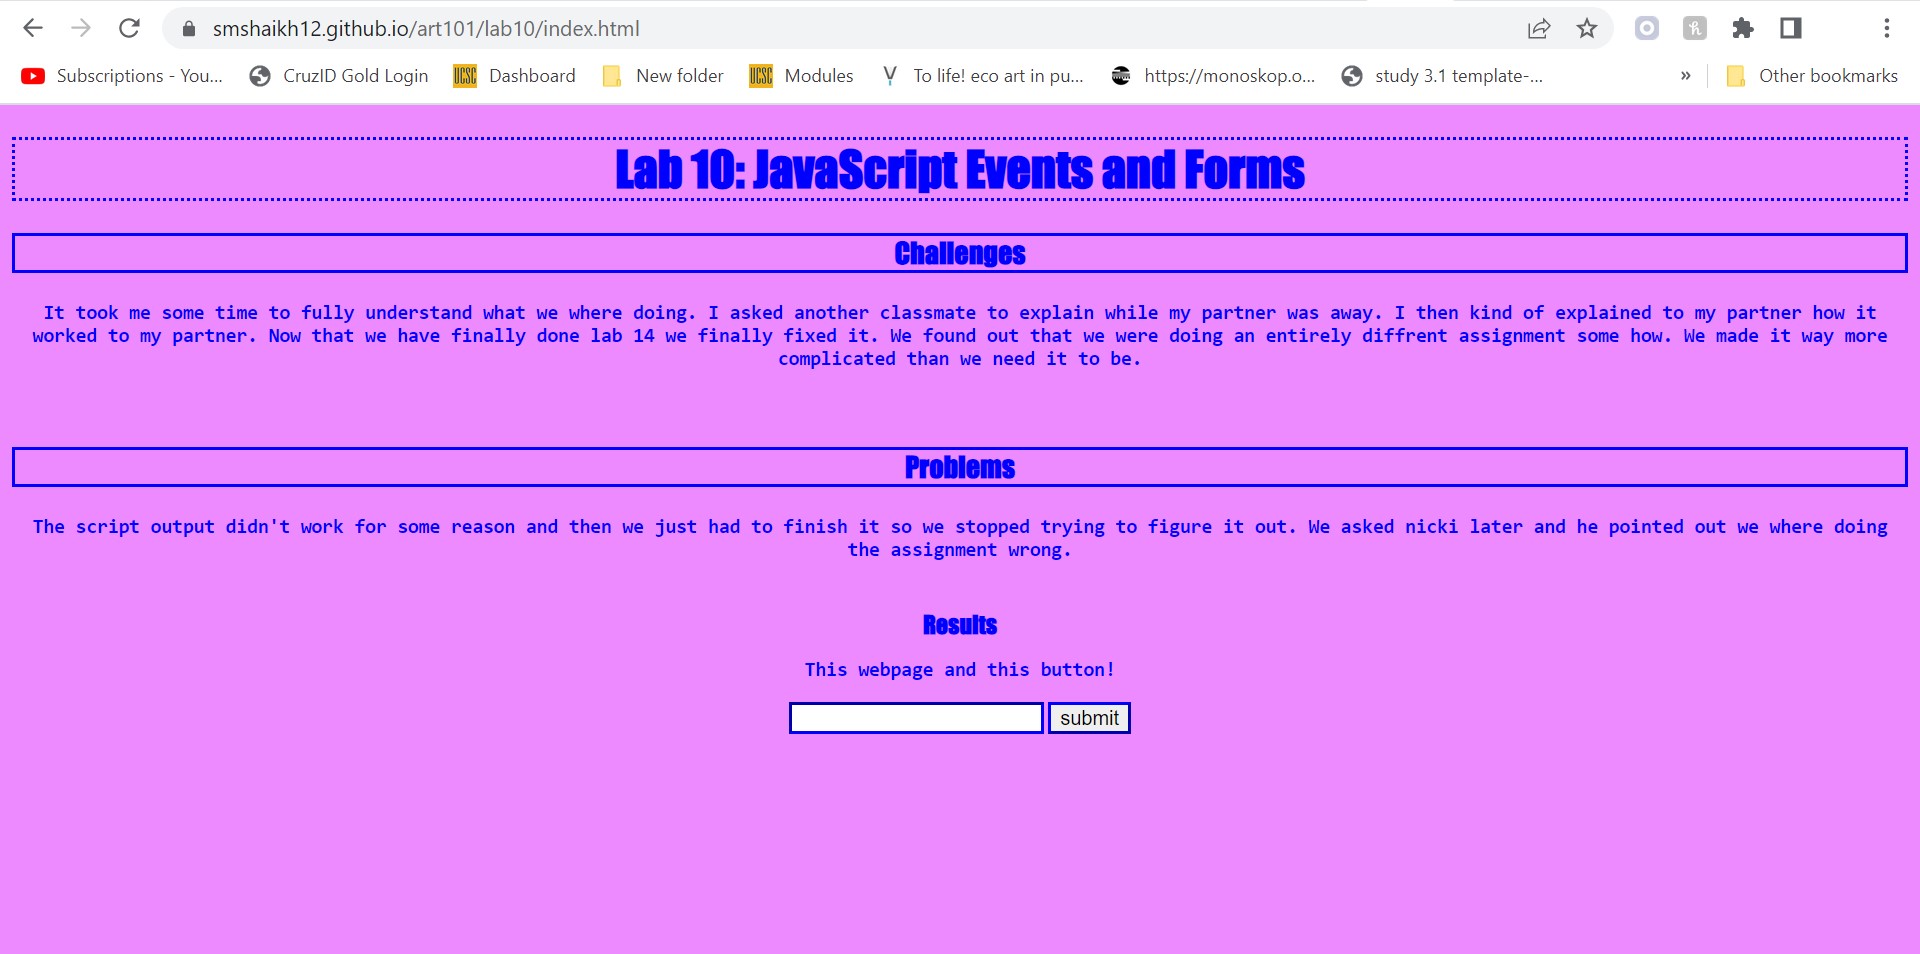 smshaikh12.github.io/art101/lab10/index.html
Subscriptions - You... CruzID Gold Login UCSC Dashboard New folder UCSC Modules To life! eco art in pu... https://monoskop.o... study 3.1 template-... » Other bookmarks
Lab 10: JavaScript Events and Forms
Challenges
It took me some time to fully understand what we where doing. I asked another classmate to explain while my partner was away. I then kind of explained to my partner how it
worked to my partner. Now that we have finally done lab 14 we finally fixed it. We found out that we were doing an entirely diffrent assignment some how. We made it way more
complicated than we need it to be.
Problems
The script output didn't work for some reason and then we just had to finish it so we stopped trying to figure it out. We asked nicki later and he pointed out we where doing
the assignment wrong.
Results
This webpage and this button!
submit